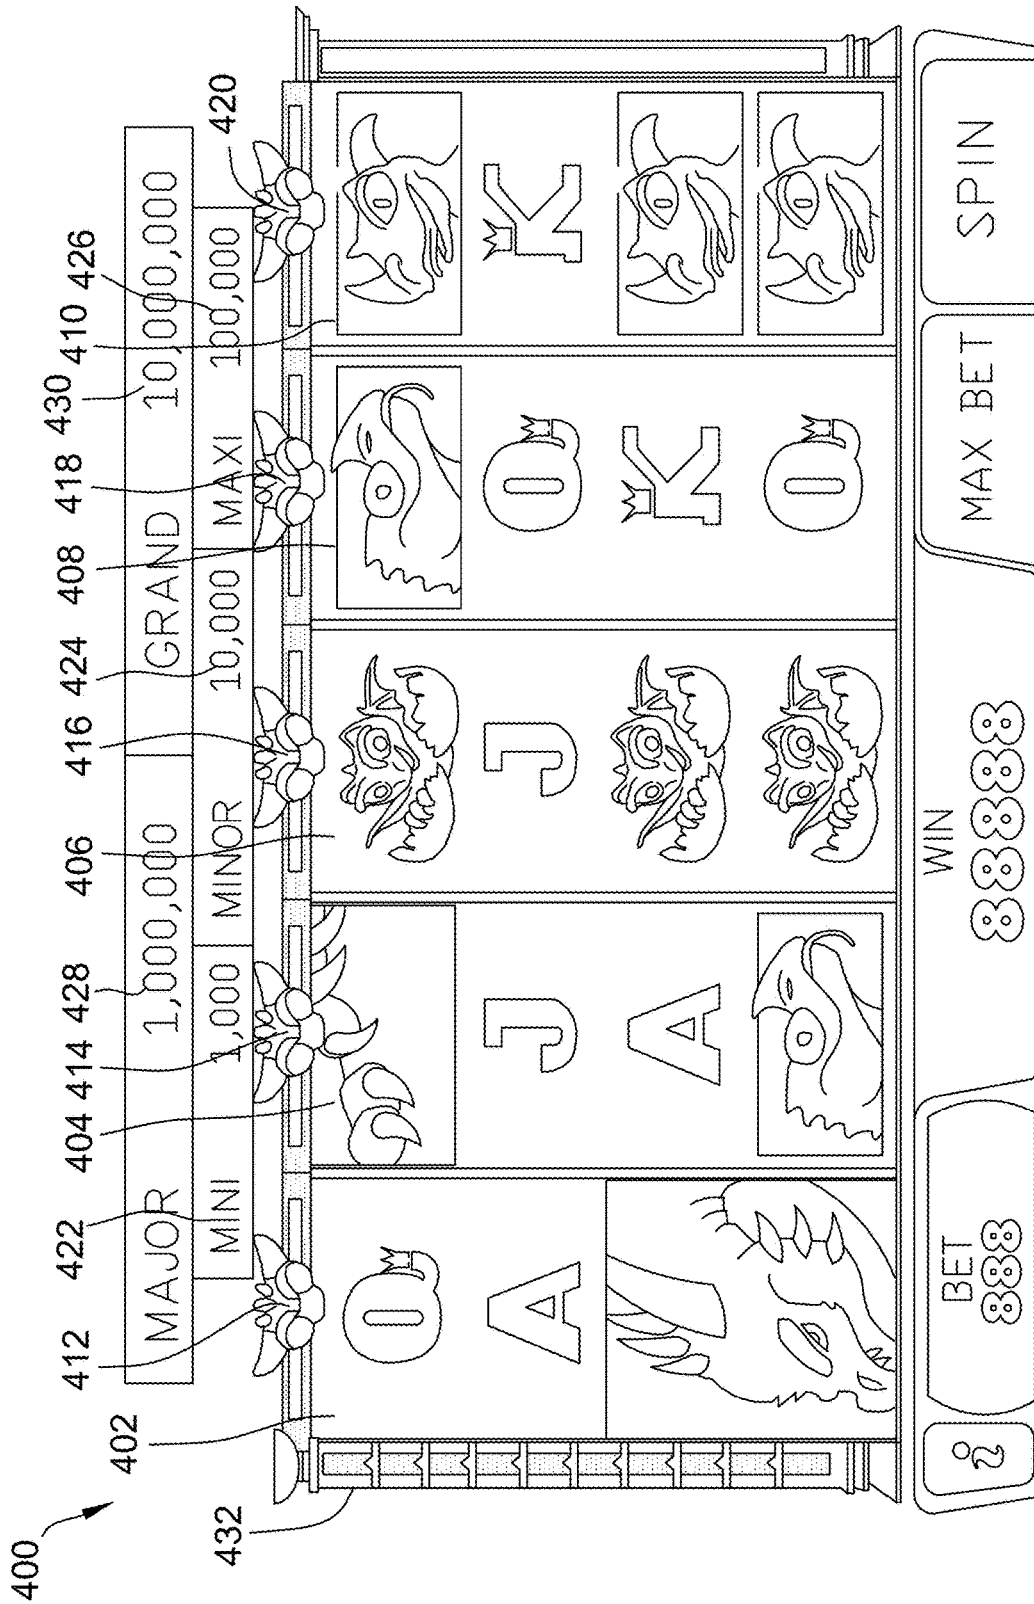 400
412 422 404 414 428 406 416 424 408 418 430 410 426
402
MAJOR 1,000,000 GRAND 10,000,000
432 420
MINI 1,000 MINOR 10,000 MAXI 100,000
Q
A J J Q K
A K
Q
i BET WIN MAX BET SPIN
888 88888